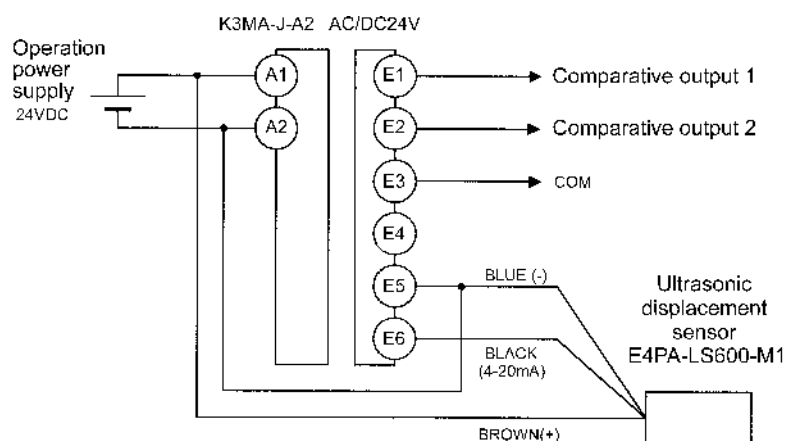 K3MA-J-A2 AC/DC24V
Operation
power
supply
24VDC
A1
A2
E1
E2
E3
E4
E5
E6
Comparative output 1
Comparative output 2
COM
BLUE (-)
BLACK
(4-20mA)
BROWN(+)
Ultrasonic
displacement
sensor
E4PA-LS600-M1